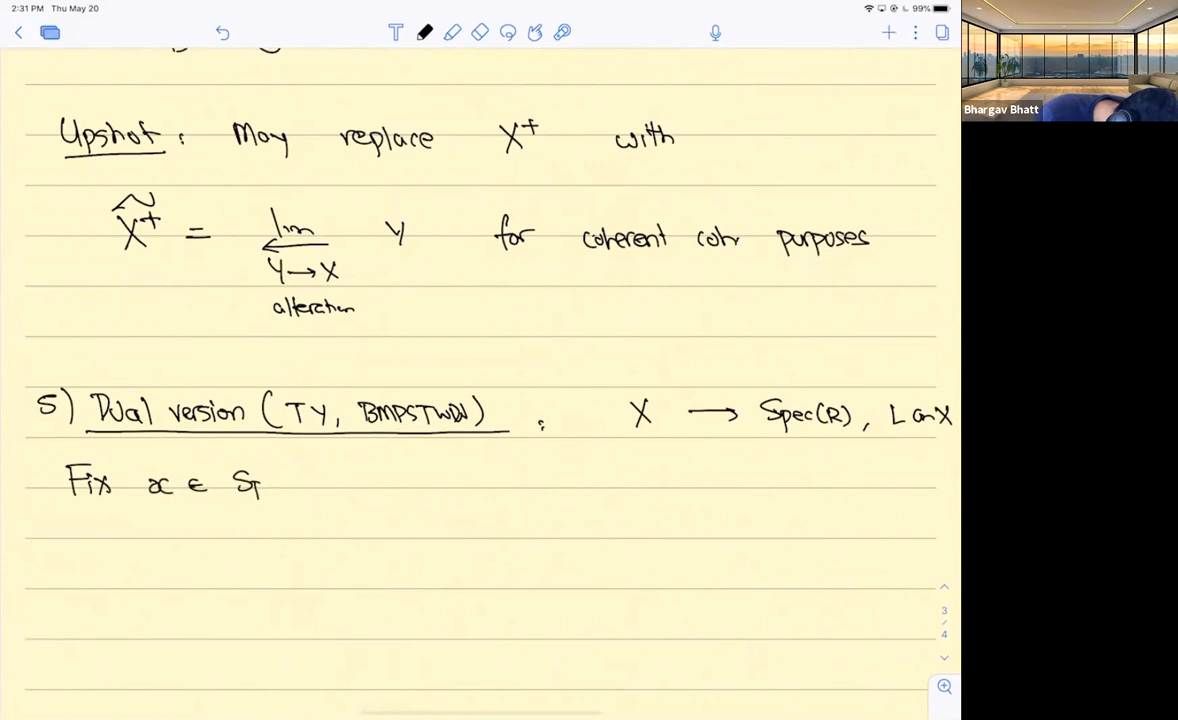 2:31 PM Thu May 20
99%
Bhargav Bhatt
Upshot : May replace X⁺ with
X̃⁺ = lim Y for coherent coh purposes
Y → X
alteration
5) Dual version (TY, BMPSTWW) : X → Spec(R), L on X
Fix x ∈ Sp
3 / 4